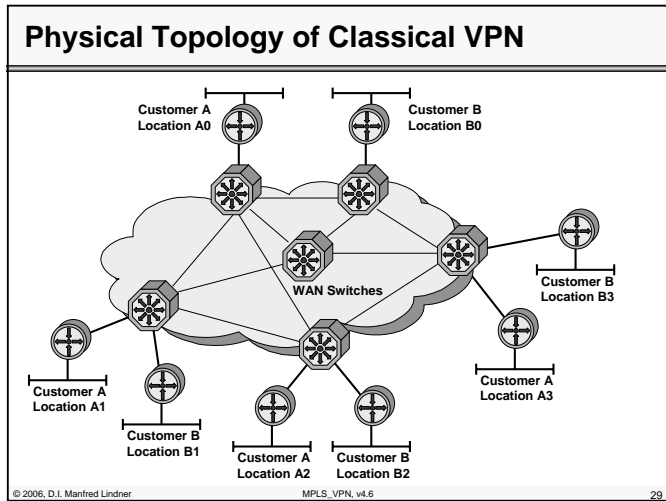 Physical Topology of Classical VPN
Customer A
Location A0
Customer B
Location B0
WAN Switches
Customer B
Location B3
Customer A
Location A1
Customer B
Location B1
Customer A
Location A2
Customer B
Location B2
Customer A
Location A3
© 2006, D.I. Manfred Lindner
MPLS_VPN, v4.6
29